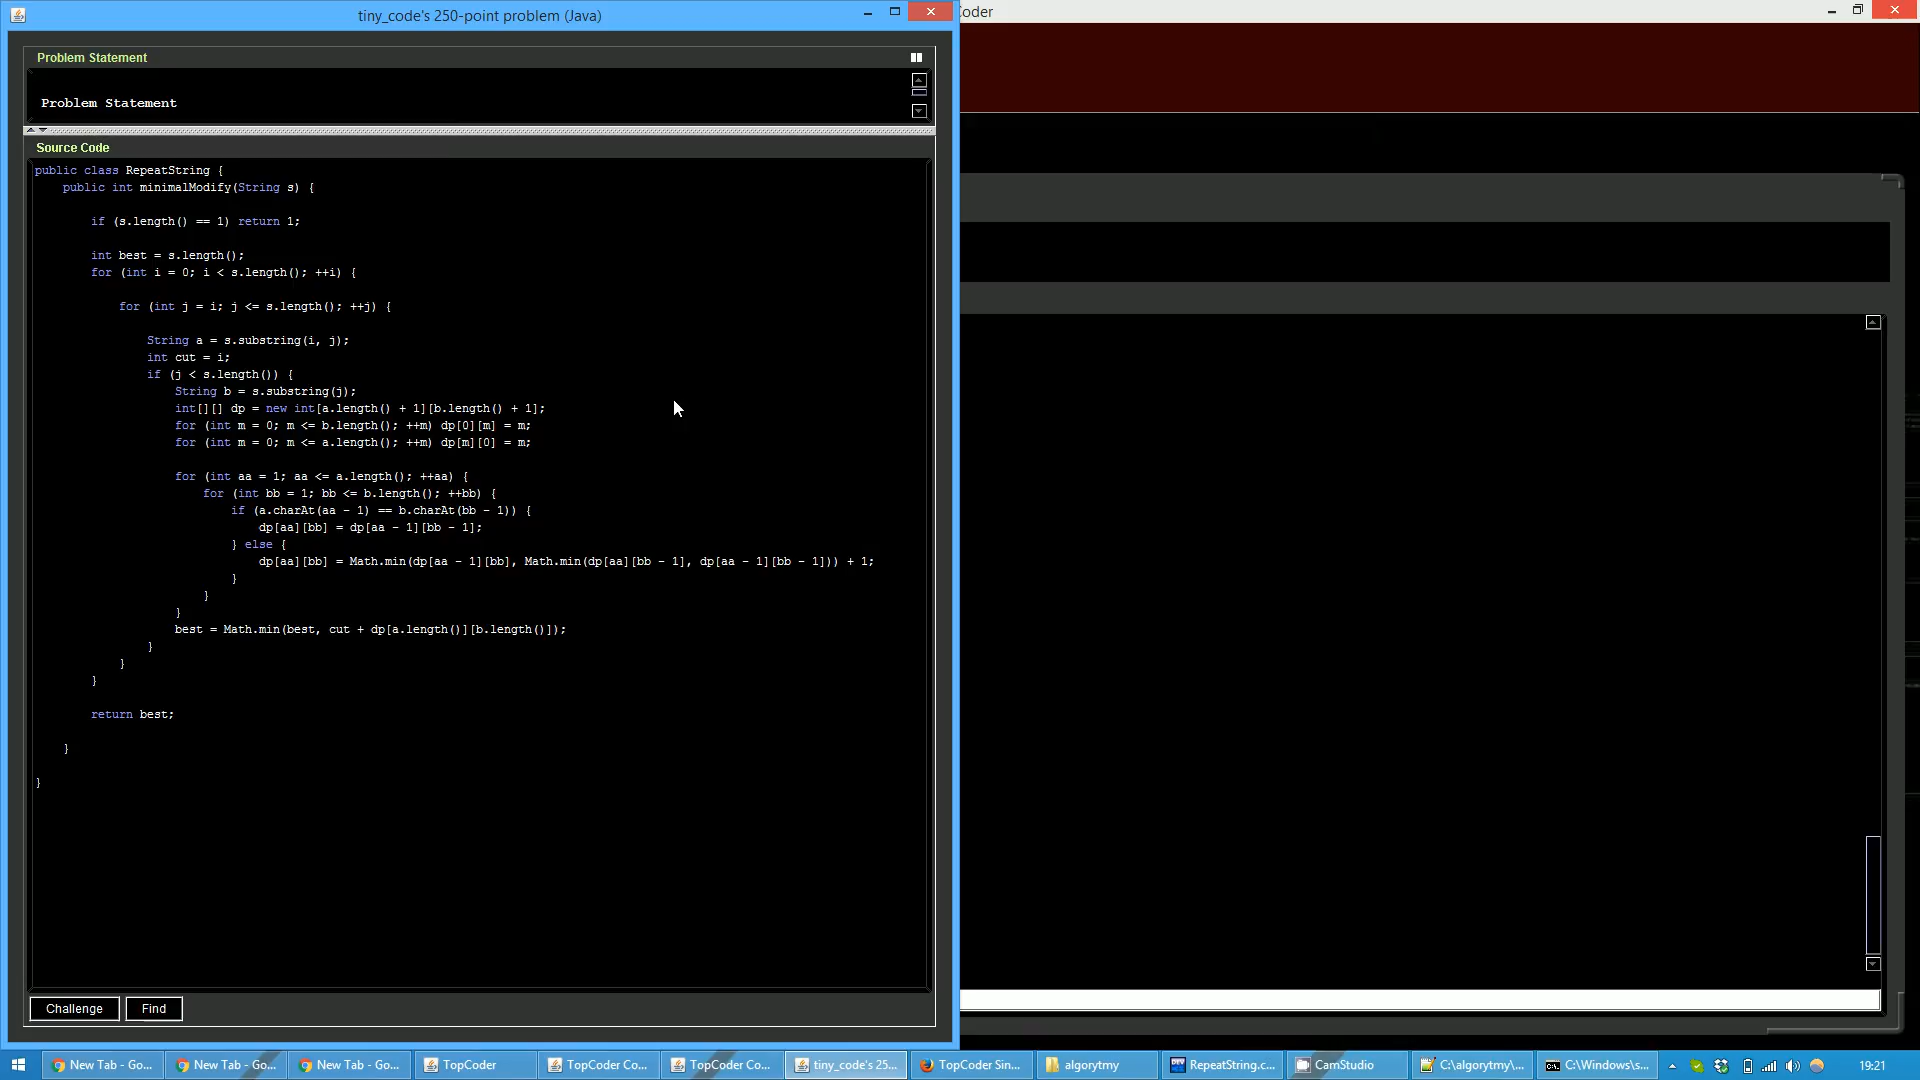 tiny_code's 250-point problem (Java)
Coder
Problem Statement
Problem Statement
Source Code
public class RepeatString {
public int minimalModify(String s) {
if (s.length() == 1) return 1;
int best = s.length();
for (int i = 0; i < s.length(); ++i) {
for (int j = i; j <= s.length(); ++j) {
String a = s.substring(i, j);
int cut = i;
if (j < s.length()) {
String b = s.substring(j);
int[][] dp = new int[a.length() + 1][b.length() + 1];
for (int m = 0; m <= b.length(); ++m) dp[0][m] = m;
for (int m = 0; m <= a.length(); ++m) dp[m][0] = m;
for (int aa = 1; aa <= a.length(); ++aa) {
for (int bb = 1; bb <= b.length(); ++bb) {
if (a.charAt(aa - 1) == b.charAt(bb - 1)) {
dp[aa][bb] = dp[aa - 1][bb - 1];
} else {
dp[aa][bb] = Math.min(dp[aa - 1][bb], Math.min(dp[aa][bb - 1], dp[aa - 1][bb - 1])) + 1;
}
}
}
best = Math.min(best, cut + dp[a.length()][b.length()]);
}
}
}
return best;
}
}
Challenge
Find
New Tab - Go...
New Tab - Go...
New Tab - Go...
TopCoder
TopCoder Co...
TopCoder Co...
tiny_code's 25...
TopCoder Sin...
algorytmy
RepeatString.c...
CamStudio
C:\algorytmy\...
C:\Windows\s...
19:21